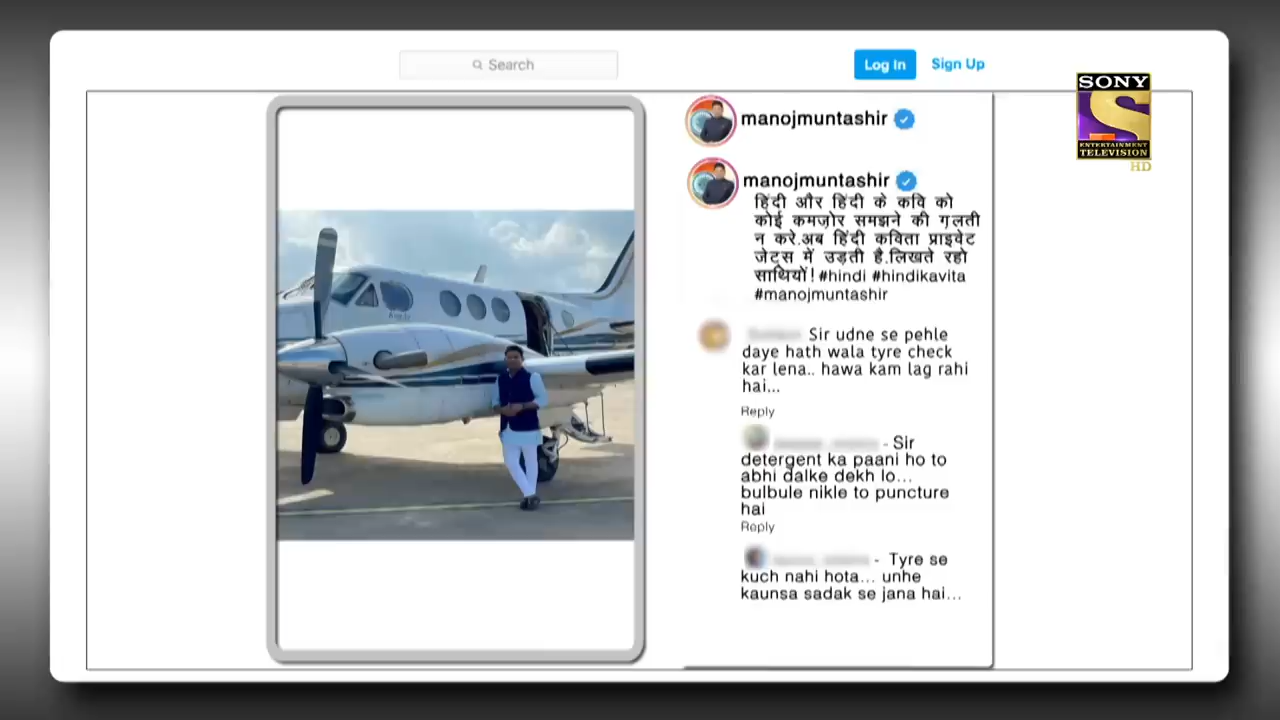 Search
Log In
Sign Up
SONY
ENTERTAINMENT
TELEVISION
HD
manojmuntashir
manojmuntashir
हिंदी और हिंदी के कवि को
कोई कमज़ोर समझने की ग़लती
न करे.अब हिंदी कविता प्राइवेट
जेट्स में उड़ती है.लिखते रहो
साथियों! #hindi #hindikavita
#manojmuntashir
Sir udne se pehle
daye hath wala tyre check
kar lena.. hawa kam lag rahi
hai...
Reply
- Sir
detergent ka paani ho to
abhi dalke dekh lo...
bulbule nikle to puncture
hai
Reply
- Tyre se
kuch nahi hota... unhe
kaunsa sadak se jana hai...